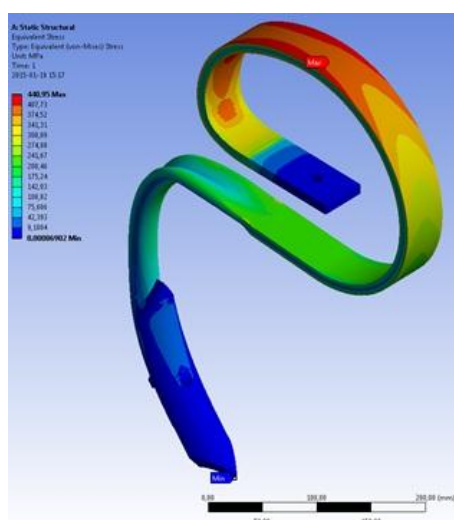 A: Static Structural
Equivalent Stress
Type: Equivalent (von-Mises) Stress
Unit: MPa
Time: 1
2015-01-18 15:17
440,95 Max
407,73
374,52
341,31
308,09
274,88
241,67
208,46
175,24
142,03
108,82
75,606
42,393
9,1804
0,00006902 Min
Max
Min
0,00
100,00
200,00 (mm)